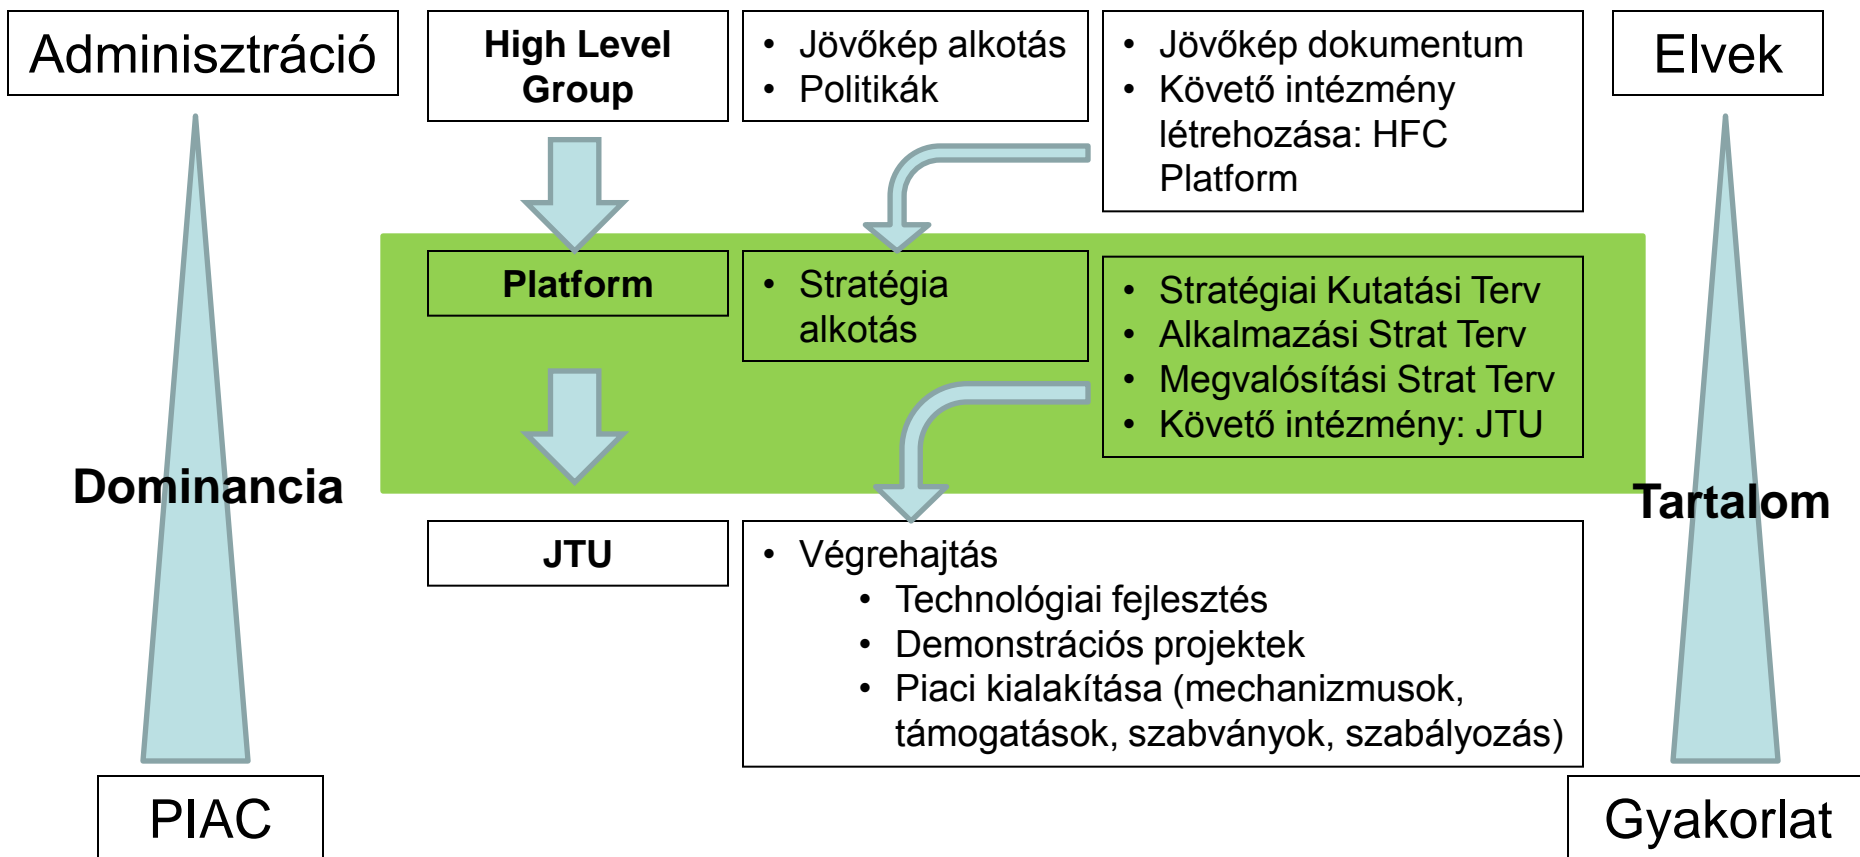 Adminisztráció
High Level
Group
• Jövőkép alkotás
• Politikák
• Jövőkép dokumentum
• Követő intézmény
létrehozása: HFC
Platform
Elvek
Platform
• Stratégia
alkotás
• Stratégiai Kutatási Terv
• Alkalmazási Strat Terv
• Megvalósítási Strat Terv
• Követő intézmény: JTU
Dominancia
Tartalom
JTU
• Végrehajtás
• Technológiai fejlesztés
• Demonstrációs projektek
• Piaci kialakítása (mechanizmusok,
támogatások, szabványok, szabályozás)
PIAC
Gyakorlat